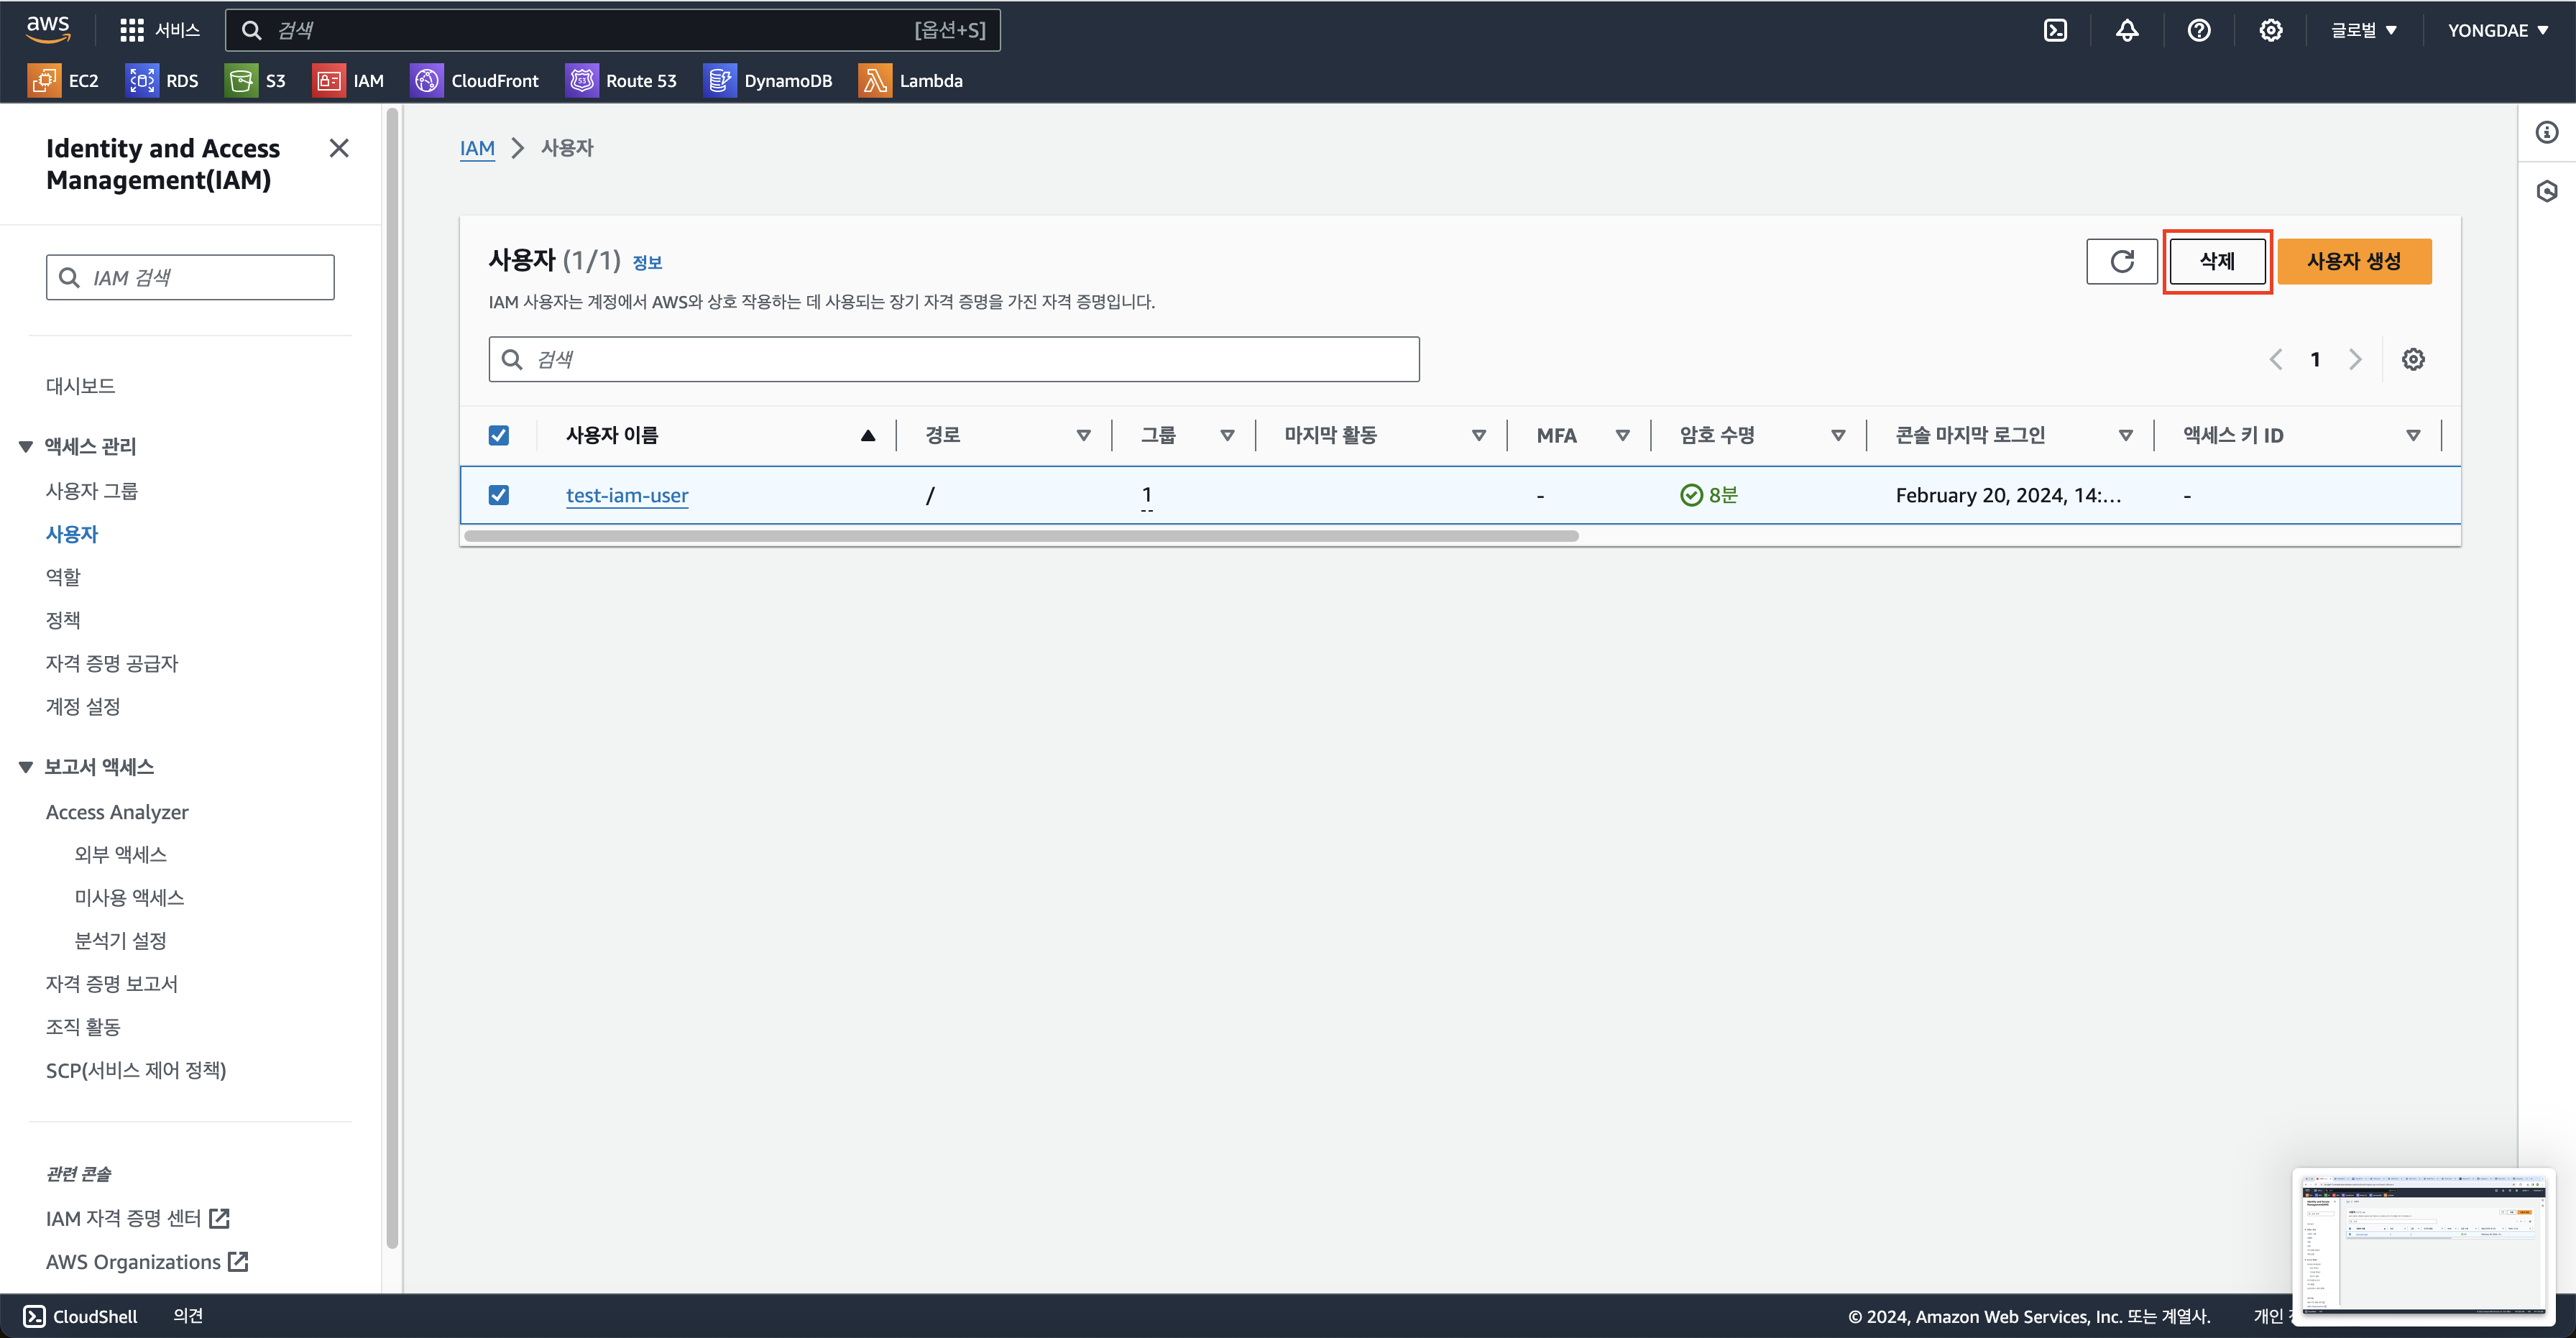 aws 서비스 검색 [옵션+S] 글로벌 YONGDAE
EC2 RDS S3 IAM CloudFront Route 53 DynamoDB Lambda
Identity and Access
Management(IAM)
IAM 검색
대시보드
액세스 관리
사용자 그룹
사용자
역할
정책
자격 증명 공급자
계정 설정
보고서 액세스
Access Analyzer
외부 액세스
미사용 액세스
분석기 설정
자격 증명 보고서
조직 활동
SCP(서비스 제어 정책)
관련 콘솔
IAM 자격 증명 센터
AWS Organizations
IAM 사용자
사용자 (1/1) 정보
삭제 사용자 생성
IAM 사용자는 계정에서 AWS와 상호 작용하는 데 사용되는 장기 자격 증명을 가진 자격 증명입니다.
검색
1
사용자 이름 경로 그룹 마지막 활동 MFA 암호 수명 콘솔 마지막 로그인 액세스 키 ID
test-iam-user / 1 - 8분 February 20, 2024, 14:... -
CloudShell 의견 © 2024, Amazon Web Services, Inc. 또는 계열사. 개인